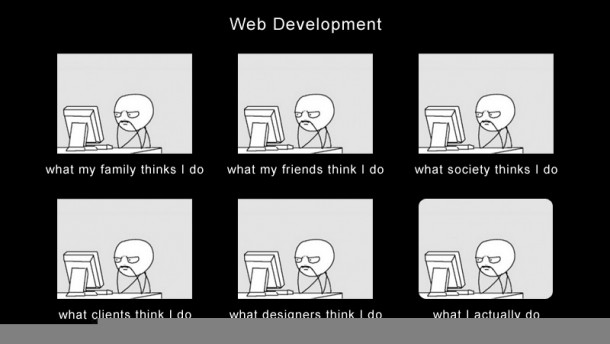 Web Development
what my family thinks I do
what my friends think I do
what society thinks I do
what clients think I do
what designers think I do
what I actually do